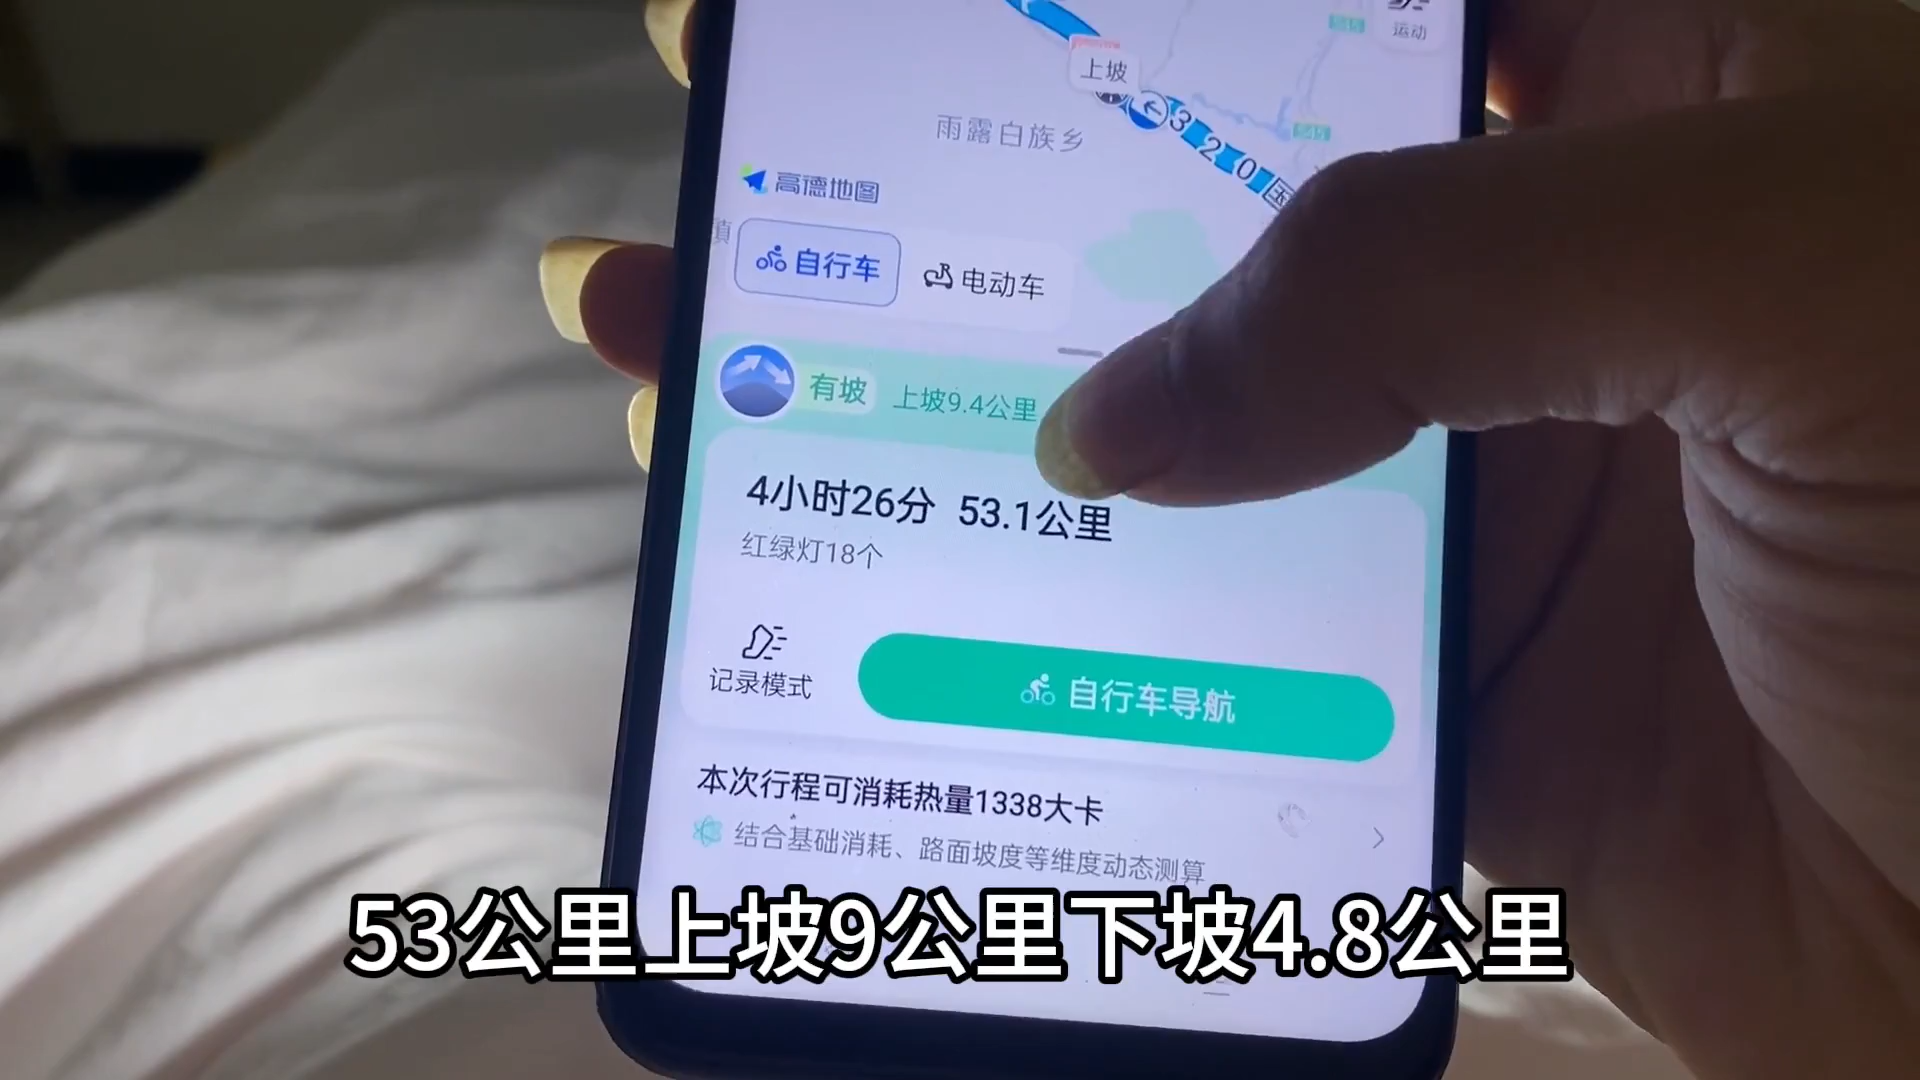 运动
545
上坡
320国
545
雨露白族乡
高德地图
镇
自行车
电动车
有坡 上坡9.4公里
4小时26分 53.1公里
红绿灯18个
记录模式
自行车导航
本次行程可消耗热量1338大卡
结合基础消耗、路面坡度等维度动态测算
53公里上坡9公里下坡4.8公里